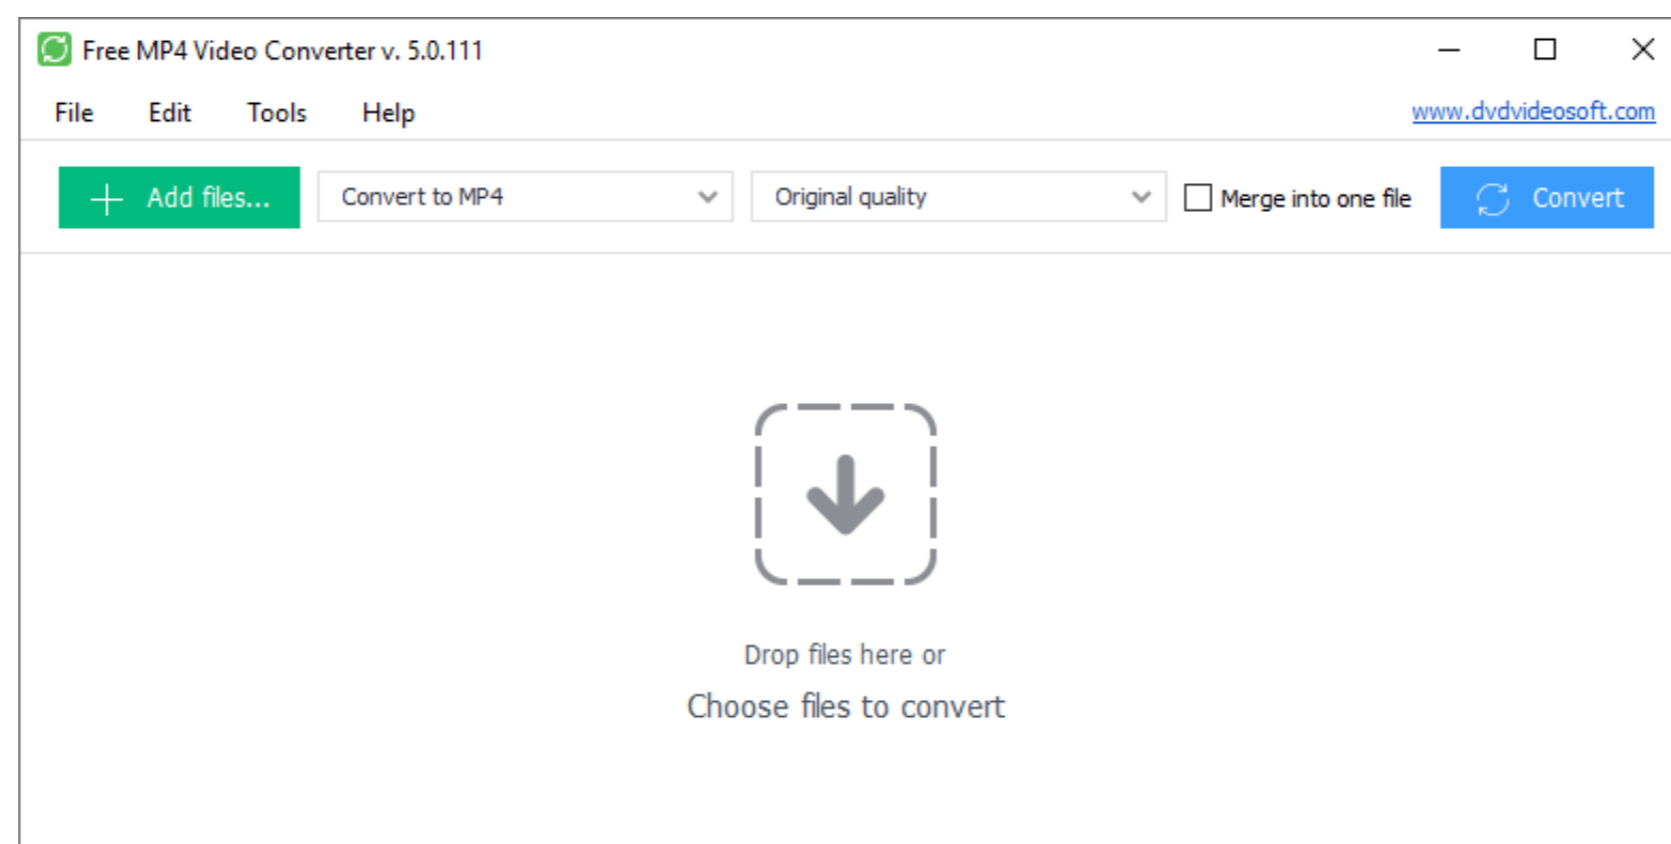 Free MP4 Video Converter v. 5.0.111
File Edit Tools Help www.dvdvideosoft.com
Add files... Convert to MP4 Original quality Merge into one file Convert
Drop files here or
Choose files to convert